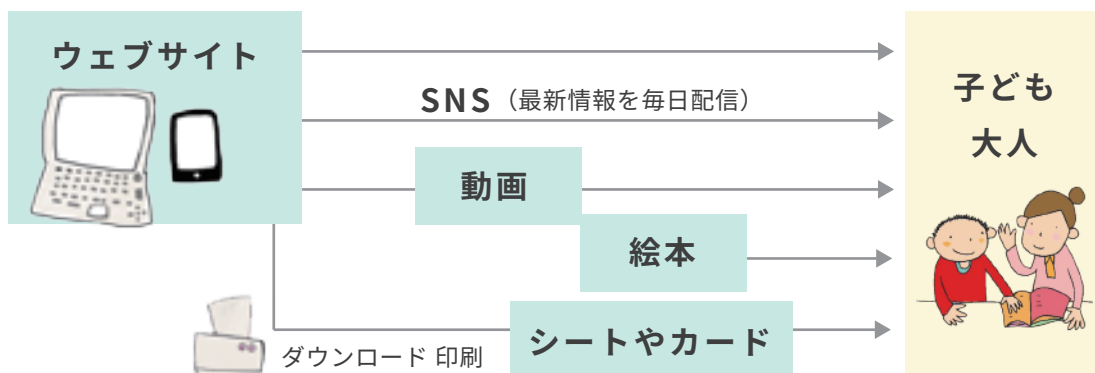 ウェブサイト
SNS（最新情報を毎日配信）
動画
絵本
シートやカード
ダウンロード 印刷
子ども
大人